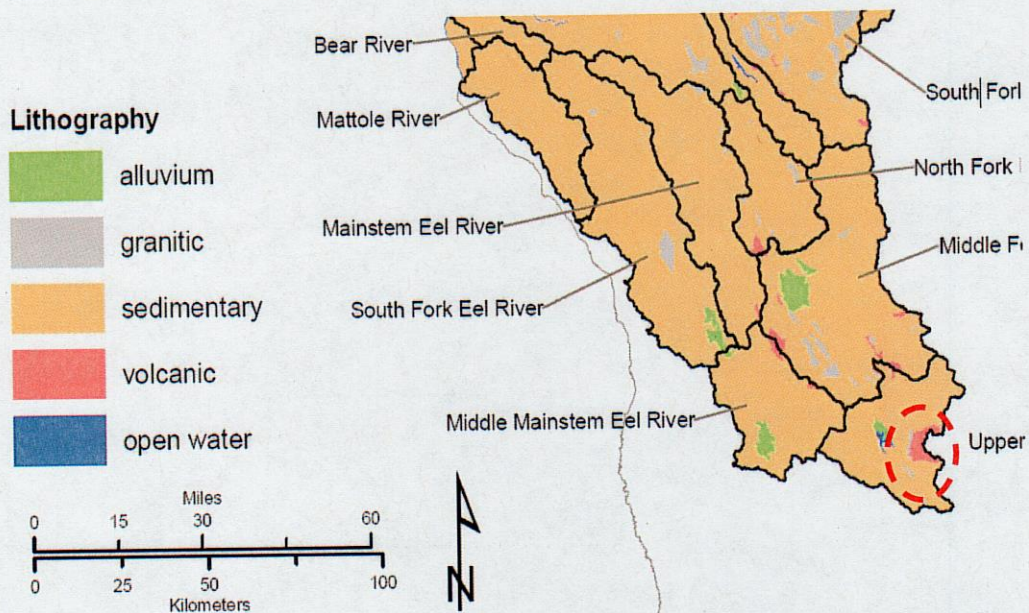 Bear River
Mattole River
Mainstem Eel River
South Fork Eel River
Middle Mainstem Eel River
South Forl
North Fork
Middle F
Upper
Lithography
alluvium
granitic
sedimentary
volcanic
open water
Miles
0 15 30 60
0 25 50 100
Kilometers
N